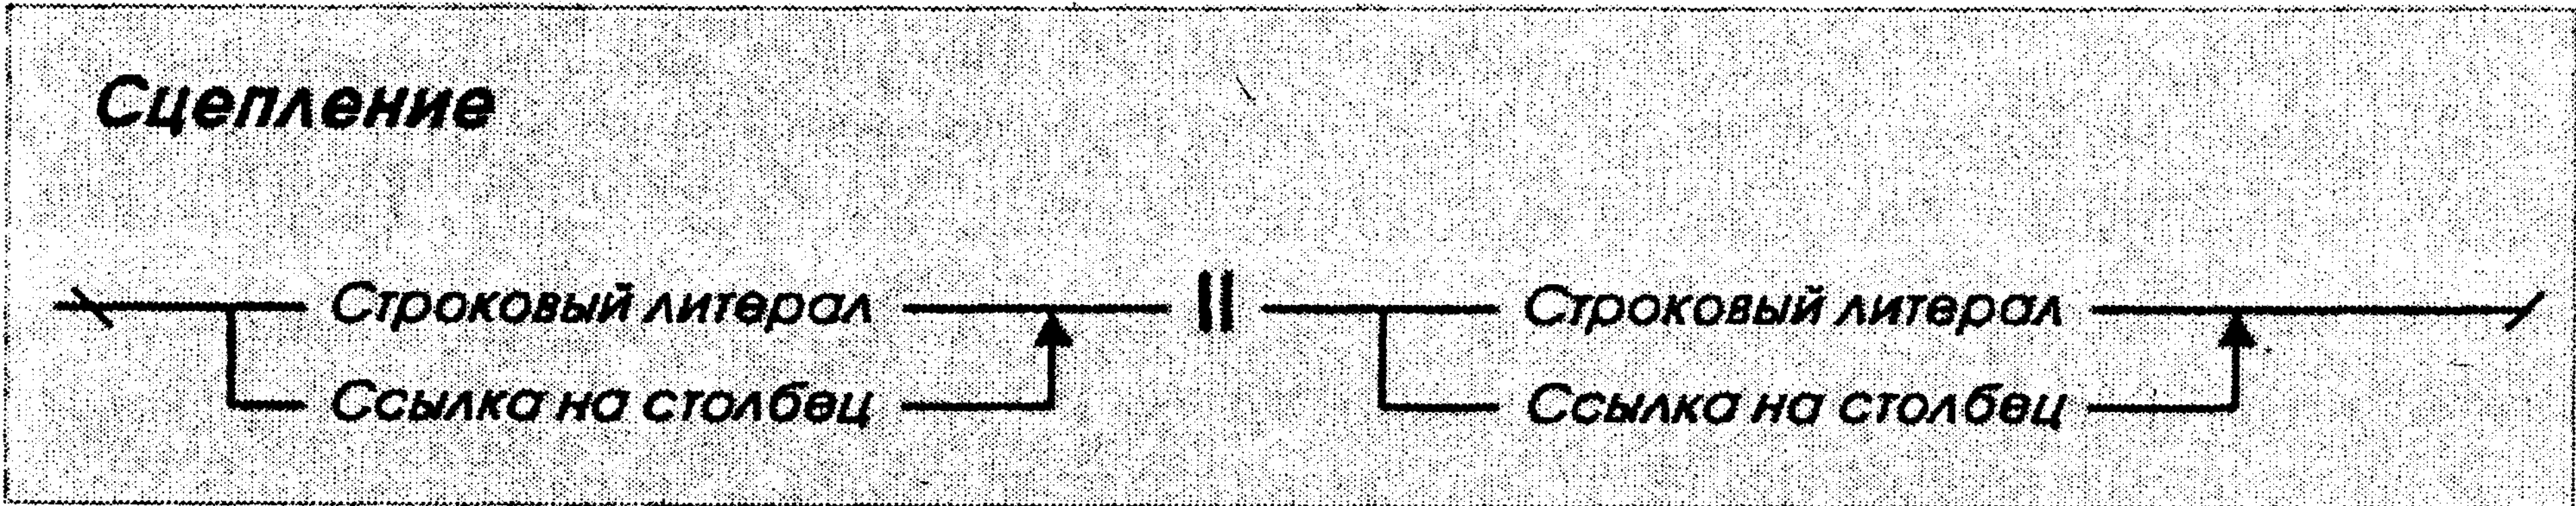 Сцепление
Строковый литерал || Строковый литерал
Ссылка на столбец Ссылка на столбец